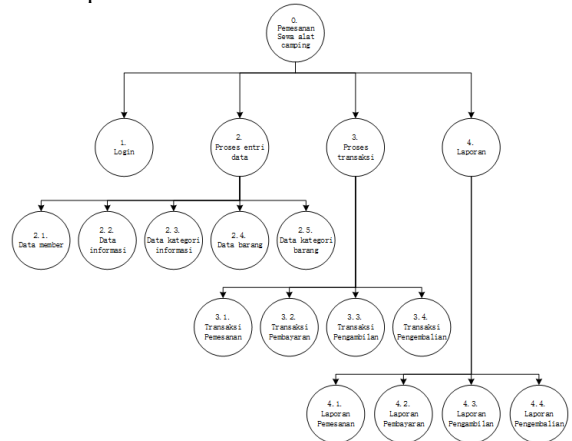 0.
Pemesanan
Sewa alat
camping
1.
Login
2.
Proses entri
data
3.
Proses
transaksi
4.
Laporan
2.1.
Data member
2.2.
Data
informasi
2.3.
Data kategori
informasi
2.4.
Data barang
2.5.
Data kategori
barang
3.1.
Transaksi
Pemesanan
3.2.
Transaksi
Pembayaran
3.3.
Transaksi
Pengambilan
3.4.
Transaksi
Pengembalian
4.1.
Laporan
Pemesanan
4.2.
Laporan
Pembayaran
4.3.
Laporan
Pengambilan
4.4.
Laporan
Pengembalian